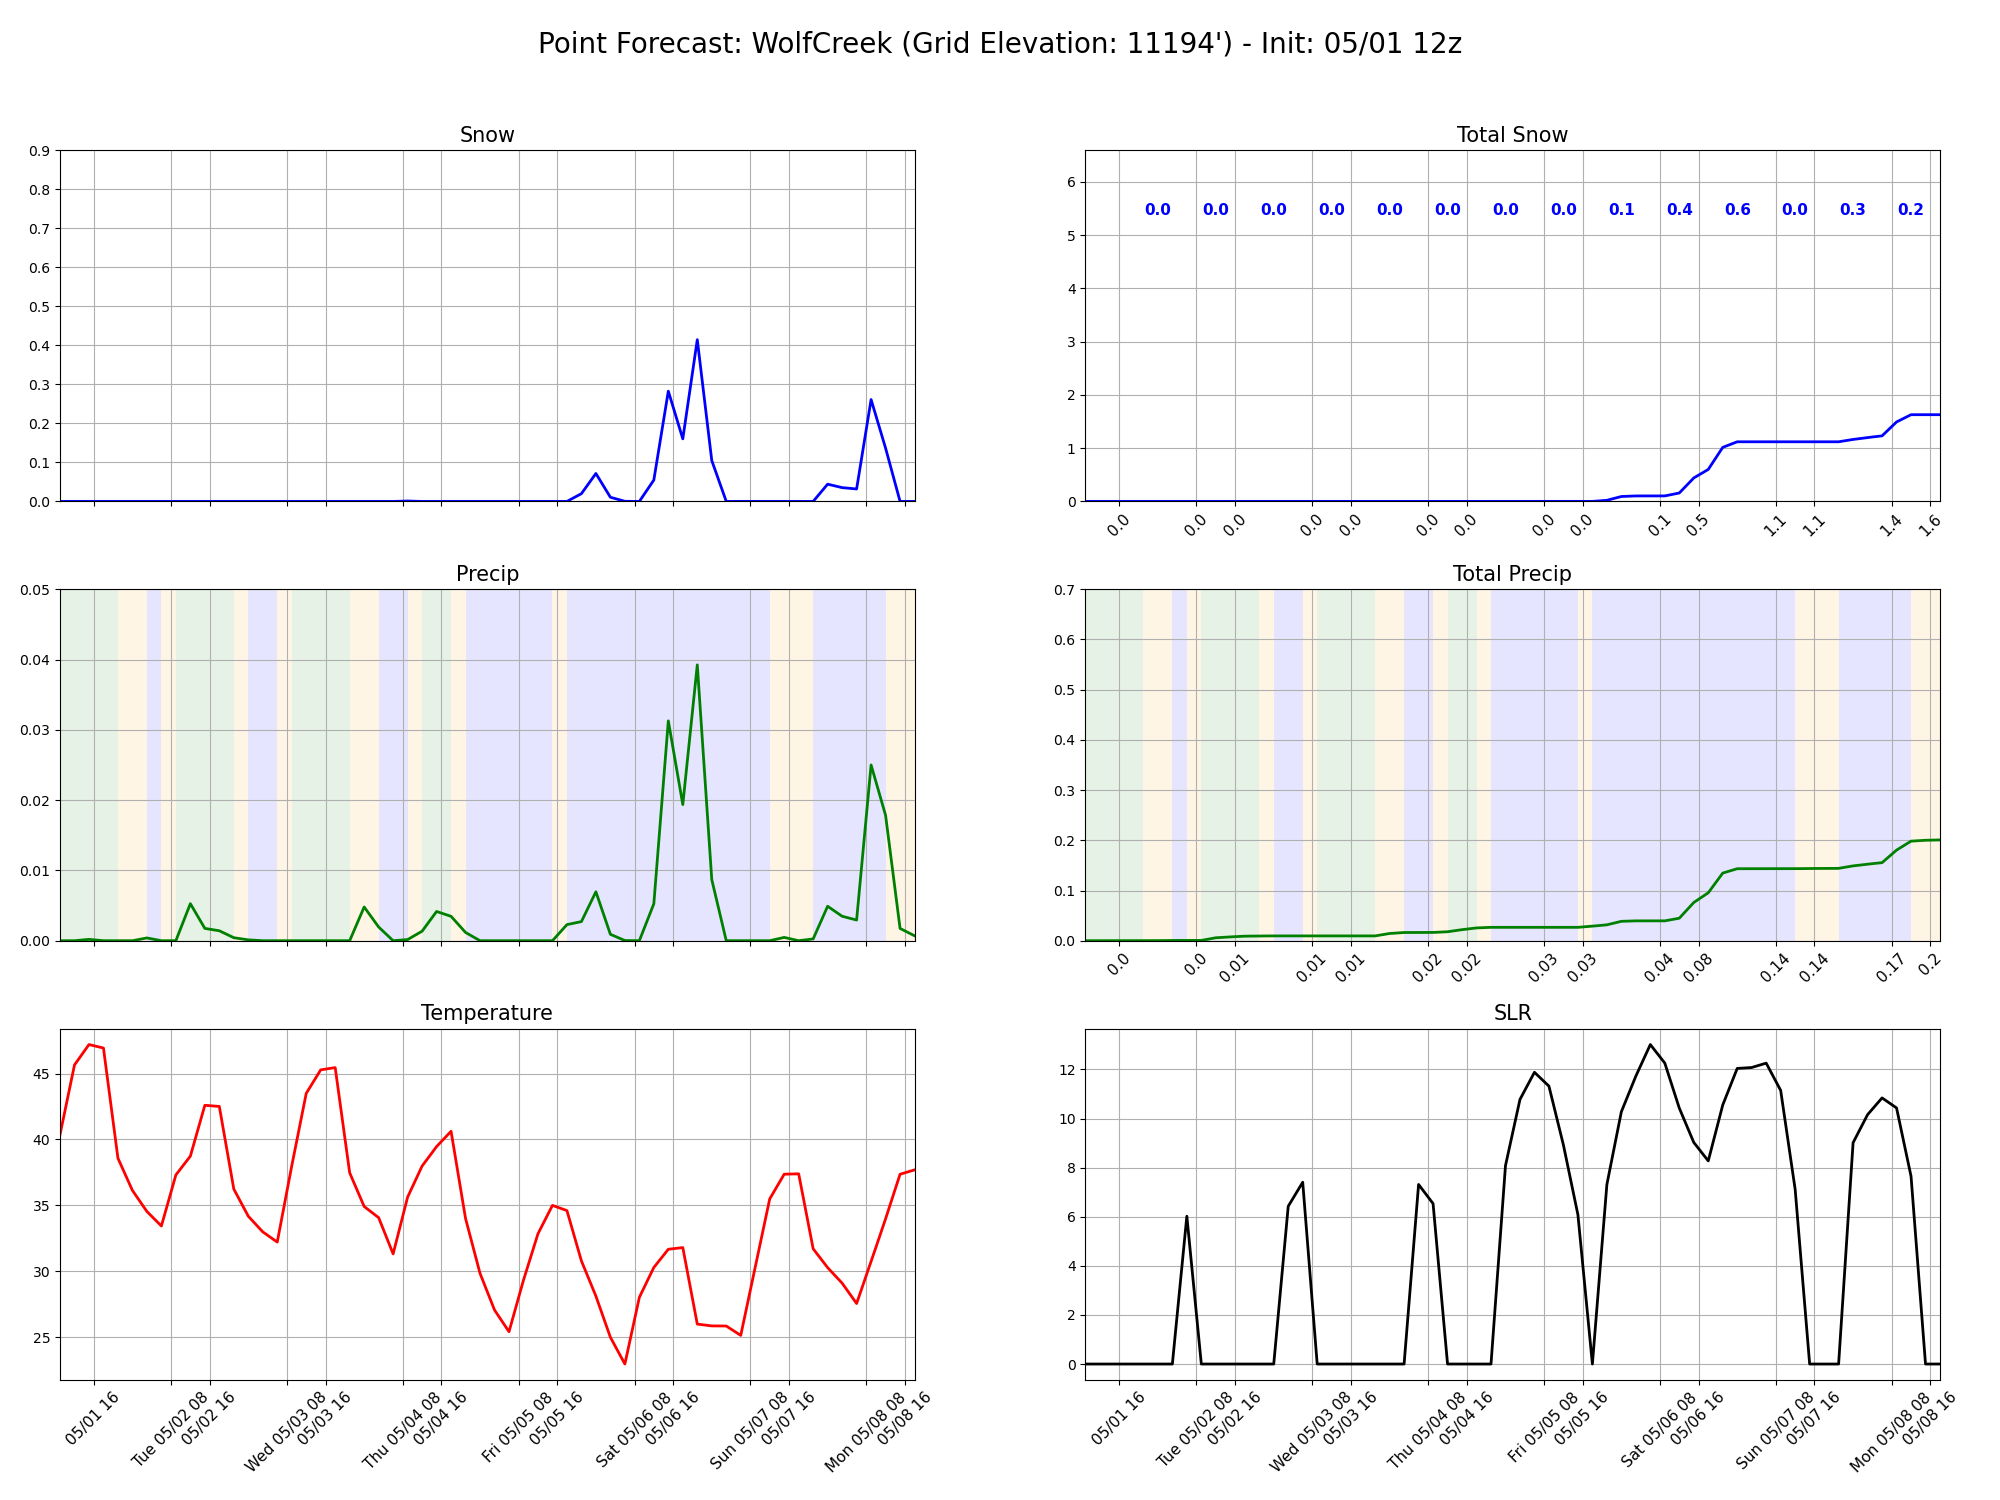 Point Forecast: WolfCreek (Grid Elevation: 11194') - Init: 05/01 12z
Snow
0.9
0.8
0.7
0.6
0.5
0.4
0.3
0.2
0.1
0.0
Total Snow
6
5
4
3
2
1
0
0.0 0.0 0.0 0.0 0.0 0.0 0.0 0.0 0.1 0.4 0.6 0.0 0.3 0.2
0.0 0.0 0.0 0.0 0.0 0.0 0.0 0.0 0.0 0.1 0.5 1.1 1.1 1.4 1.6
Precip
0.05
0.04
0.03
0.02
0.01
0.00
Total Precip
0.7
0.6
0.5
0.4
0.3
0.2
0.1
0.0
0.0 0.0 0.01 0.01 0.01 0.02 0.02 0.03 0.03 0.04 0.08 0.14 0.14 0.17 0.2
Temperature
45
40
35
30
25
05/01 16
Tue 05/02 08
05/02 16
Wed 05/03 08
05/03 16
Thu 05/04 08
05/04 16
Fri 05/05 08
05/05 16
Sat 05/06 08
05/06 16
Sun 05/07 08
05/07 16
Mon 05/08 08
05/08 16
SLR
12
10
8
6
4
2
0
05/01 16
Tue 05/02 08
05/02 16
Wed 05/03 08
05/03 16
Thu 05/04 08
05/04 16
Fri 05/05 08
05/05 16
Sat 05/06 08
05/06 16
Sun 05/07 08
05/07 16
Mon 05/08 08
05/08 16